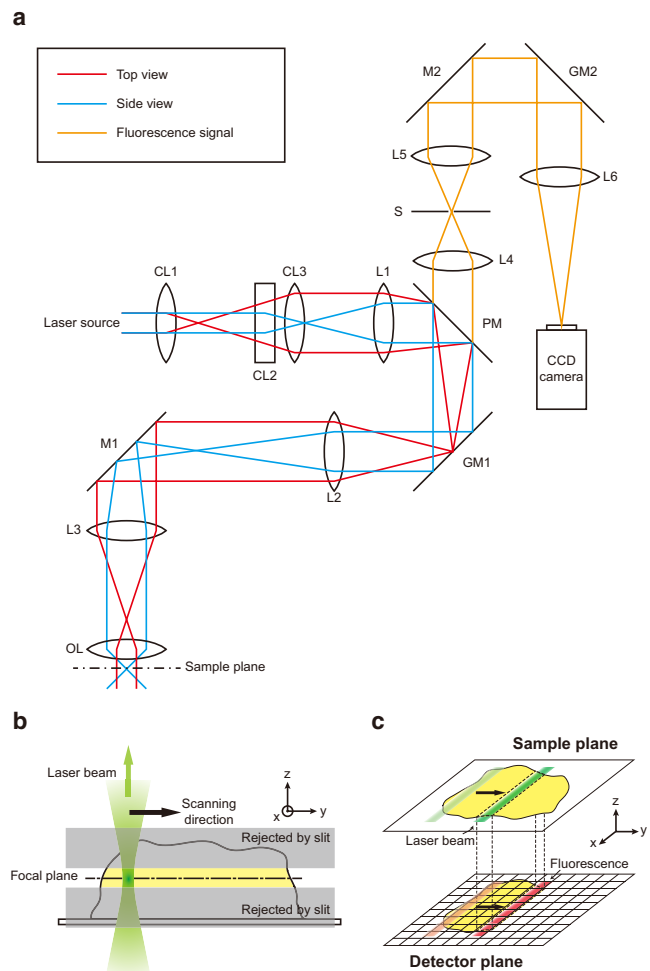 a
Top view
Side view
Fluorescence signal
M2
GM2
L5
L6
S
L4
CL1
CL3
L1
Laser source
PM
CL2
CCD
camera
M1
GM1
L2
L3
OL
Sample plane
b
Laser beam
z
x
y
Scanning
direction
Rejected by slit
Focal plane
Rejected by slit
c
Sample plane
Laser beam
z
x
y
Fluorescence
Detector plane